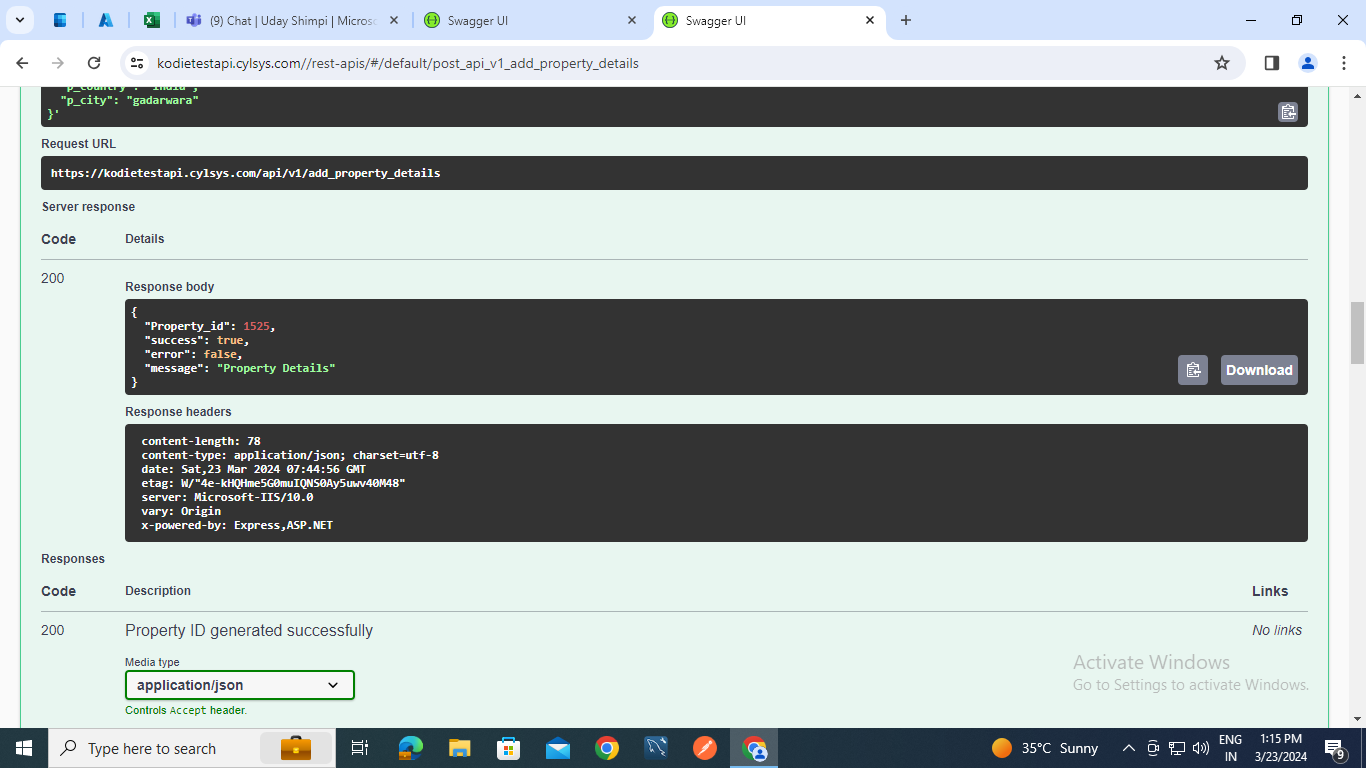 (9) Chat | Uday Shimpi | Micros
Swagger UI
Swagger UI
kodietestapi.cylsys.com//rest-apis/#/default/post_api_v1_add_property_details
"p_country": "India",
"p_city": "gadarwara"
}'
Request URL
https://kodietestapi.cylsys.com/api/v1/add_property_details
Server response
Code Details
200
Response body
{
"Property_id": 1525,
"success": true,
"error": false,
"message": "Property Details"
}
Download
Response headers
content-length: 78
content-type: application/json; charset=utf-8
date: Sat,23 Mar 2024 07:44:56 GMT
etag: W/"4e-kHQHme5G0muIQNS0Ay5uwv40M48"
server: Microsoft-IIS/10.0
vary: Origin
x-powered-by: Express,ASP.NET
Responses
Code Description Links
200 Property ID generated successfully No links
Media type
application/json
Controls Accept header.
Activate Windows
Go to Settings to activate Windows.
Type here to search
35°C Sunny
ENG
IN
1:15 PM
3/23/2024
9